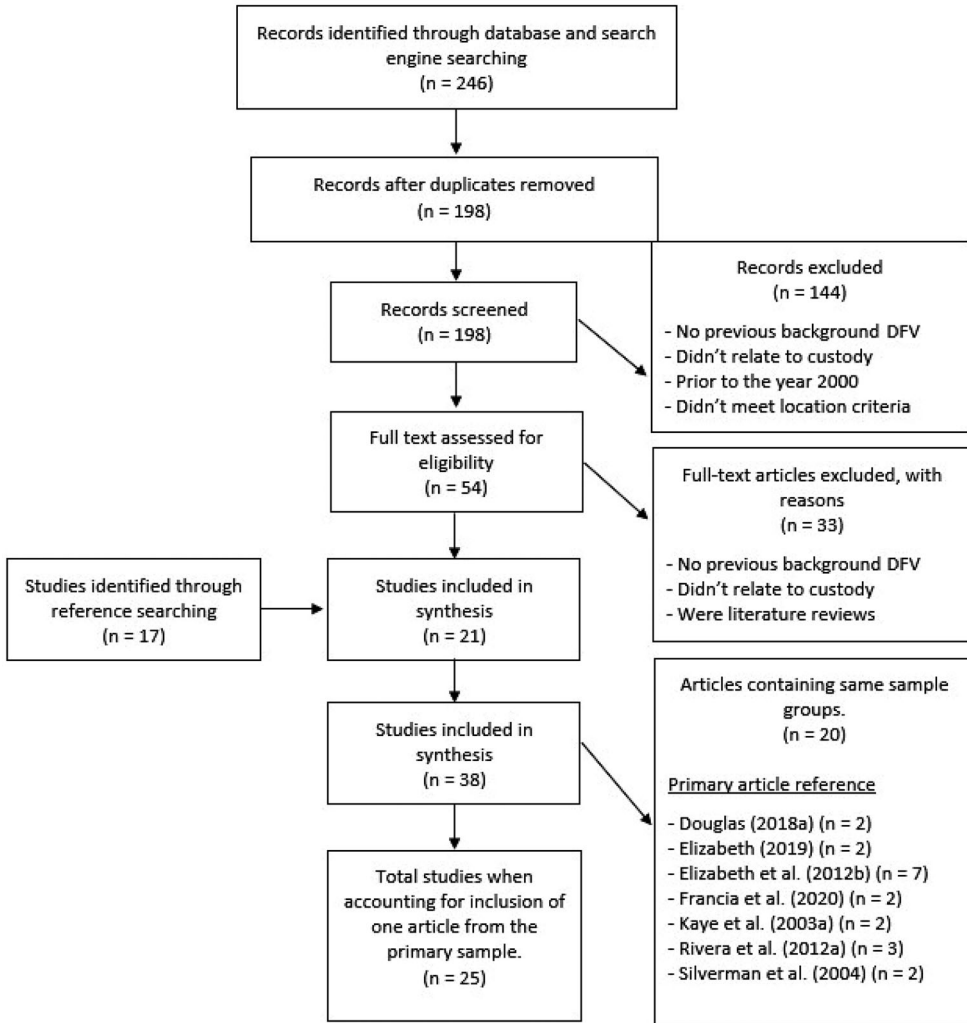 Records identified through database and search
engine searching
(n = 246)
Records after duplicates removed
(n = 198)
Records screened
(n = 198)
Records excluded
(n = 144)
- No previous background DFV
- Didn’t relate to custody
- Prior to the year 2000
- Didn’t meet location criteria
Full text assessed for
eligibility
(n = 54)
Full-text articles excluded, with
reasons
(n = 33)
- No previous background DFV
- Didn’t relate to custody
- Were literature reviews
Studies identified through
reference searching
(n = 17)
Studies included in
synthesis
(n = 21)
Studies included in
synthesis
(n = 38)
Articles containing same sample
groups.
(n = 20)
Primary article reference
- Douglas (2018a) (n = 2)
- Elizabeth (2019) (n = 2)
- Elizabeth et al. (2012b) (n = 7)
- Francia et al. (2020) (n = 2)
- Kaye et al. (2003a) (n = 2)
- Rivera et al. (2012a) (n = 3)
- Silverman et al. (2004) (n = 2)
Total studies when
accounting for inclusion of
one article from the
primary sample.
(n = 25)